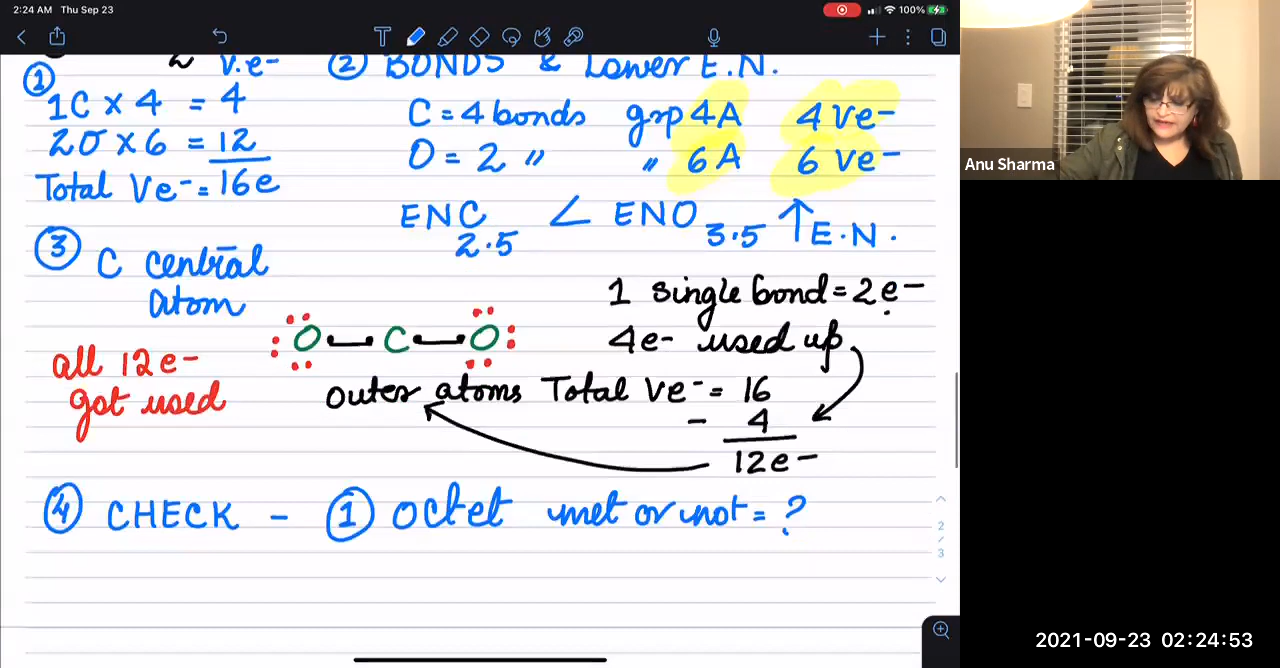 2:24 AM Thu Sep 23
100%
V.e-
② BONDS & Lower E.N.
①
1C × 4 = 4
2O × 6 = 12
Total Ve- = 16e
C = 4 bonds grp 4A 4 Ve-
O = 2 " " 6A 6 Ve-
ENC < ENO ↑ E.N.
2.5 3.5
③ C central
atom
1 single bond = 2e-
4e- used up
O — C — O
all 12e-
got used
outer atoms Total Ve- = 16
- 4
12e-
④ CHECK - ① Octet met or not = ?
2
/
3
Anu Sharma
2021-09-23 02:24:53